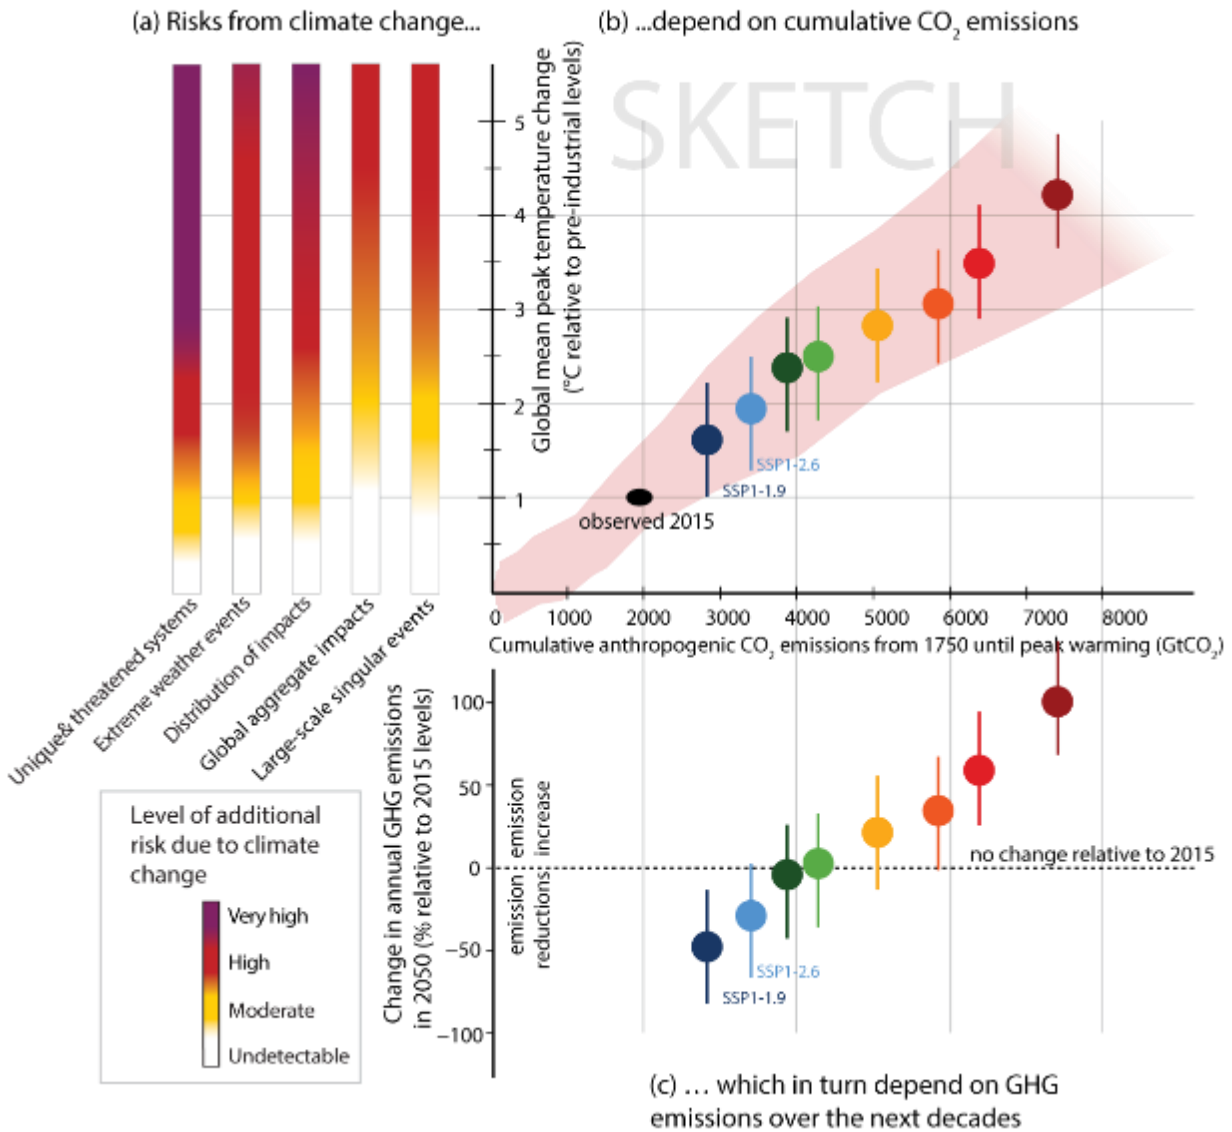 (a) Risks from climate change...
(b) ...depend on cumulative CO₂ emissions
SKETCH
Global mean peak temperature change
(°C relative to pre-industrial levels)
5
4
3
2
1
SSP1-2.6
SSP1-1.9
observed 2015
0 1000 2000 3000 4000 5000 6000 7000 8000
Cumulative anthropogenic CO₂ emissions from 1750 until peak warming (GtCO₂)
Unique& threatened systems
Extreme weather events
Distribution of impacts
Global aggregate impacts
Large-scale singular events
Level of additional
risk due to climate
change
Very high
High
Moderate
Undetectable
Change in annual GHG emissions
in 2050 (% relative to 2015 levels)
100
50
0
−50
−100
emission
increase
emission
reductions
no change relative to 2015
SSP1-2.6
SSP1-1.9
(c) ... which in turn depend on GHG
emissions over the next decades